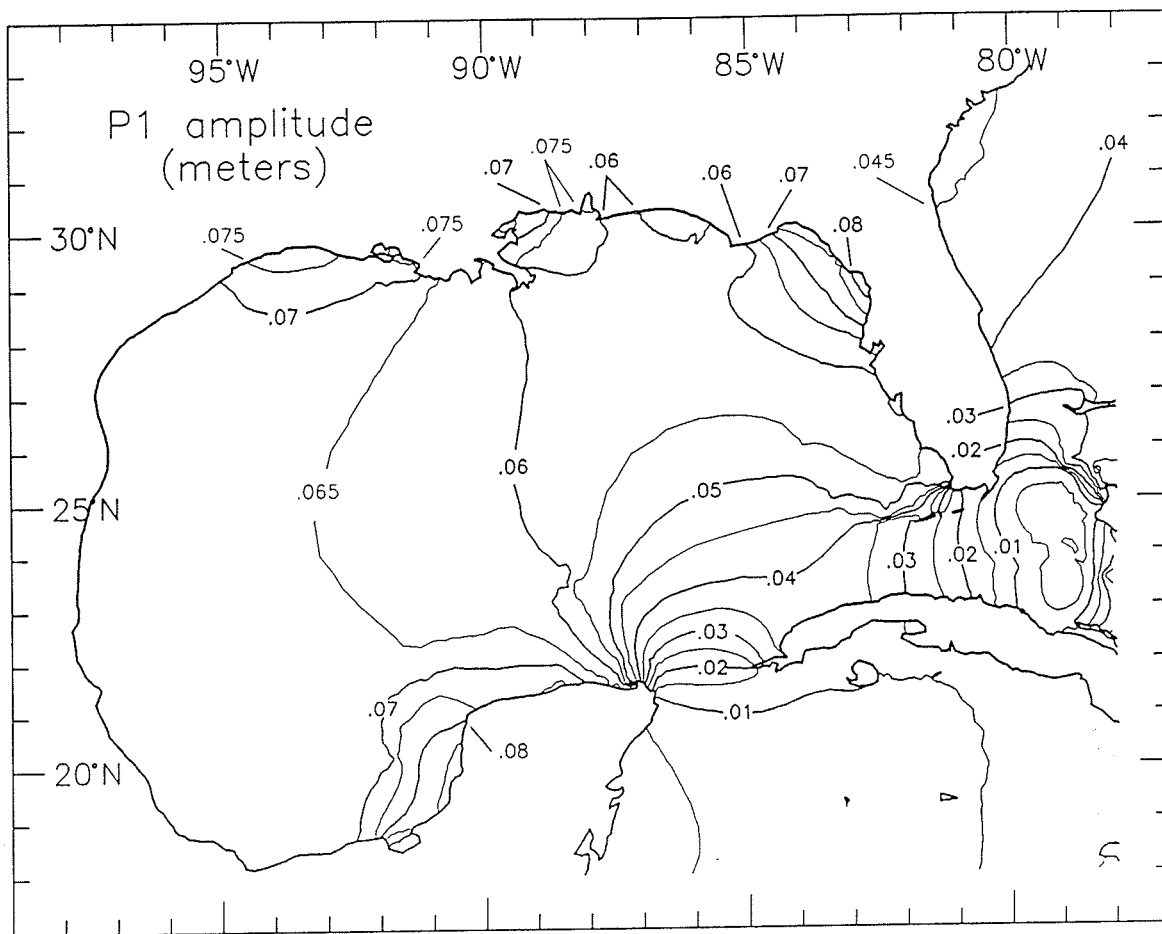 95°W 90°W 85°W 80°W
P1 amplitude
(meters)
.07 .075 .06 .06 .07 .045 .04
30°N .075 .075 .08
.07
.03
.02
.065 .06 .05
25°N
.03 .02 .01
.04
.03
.02
.07 .01
.08
20°N